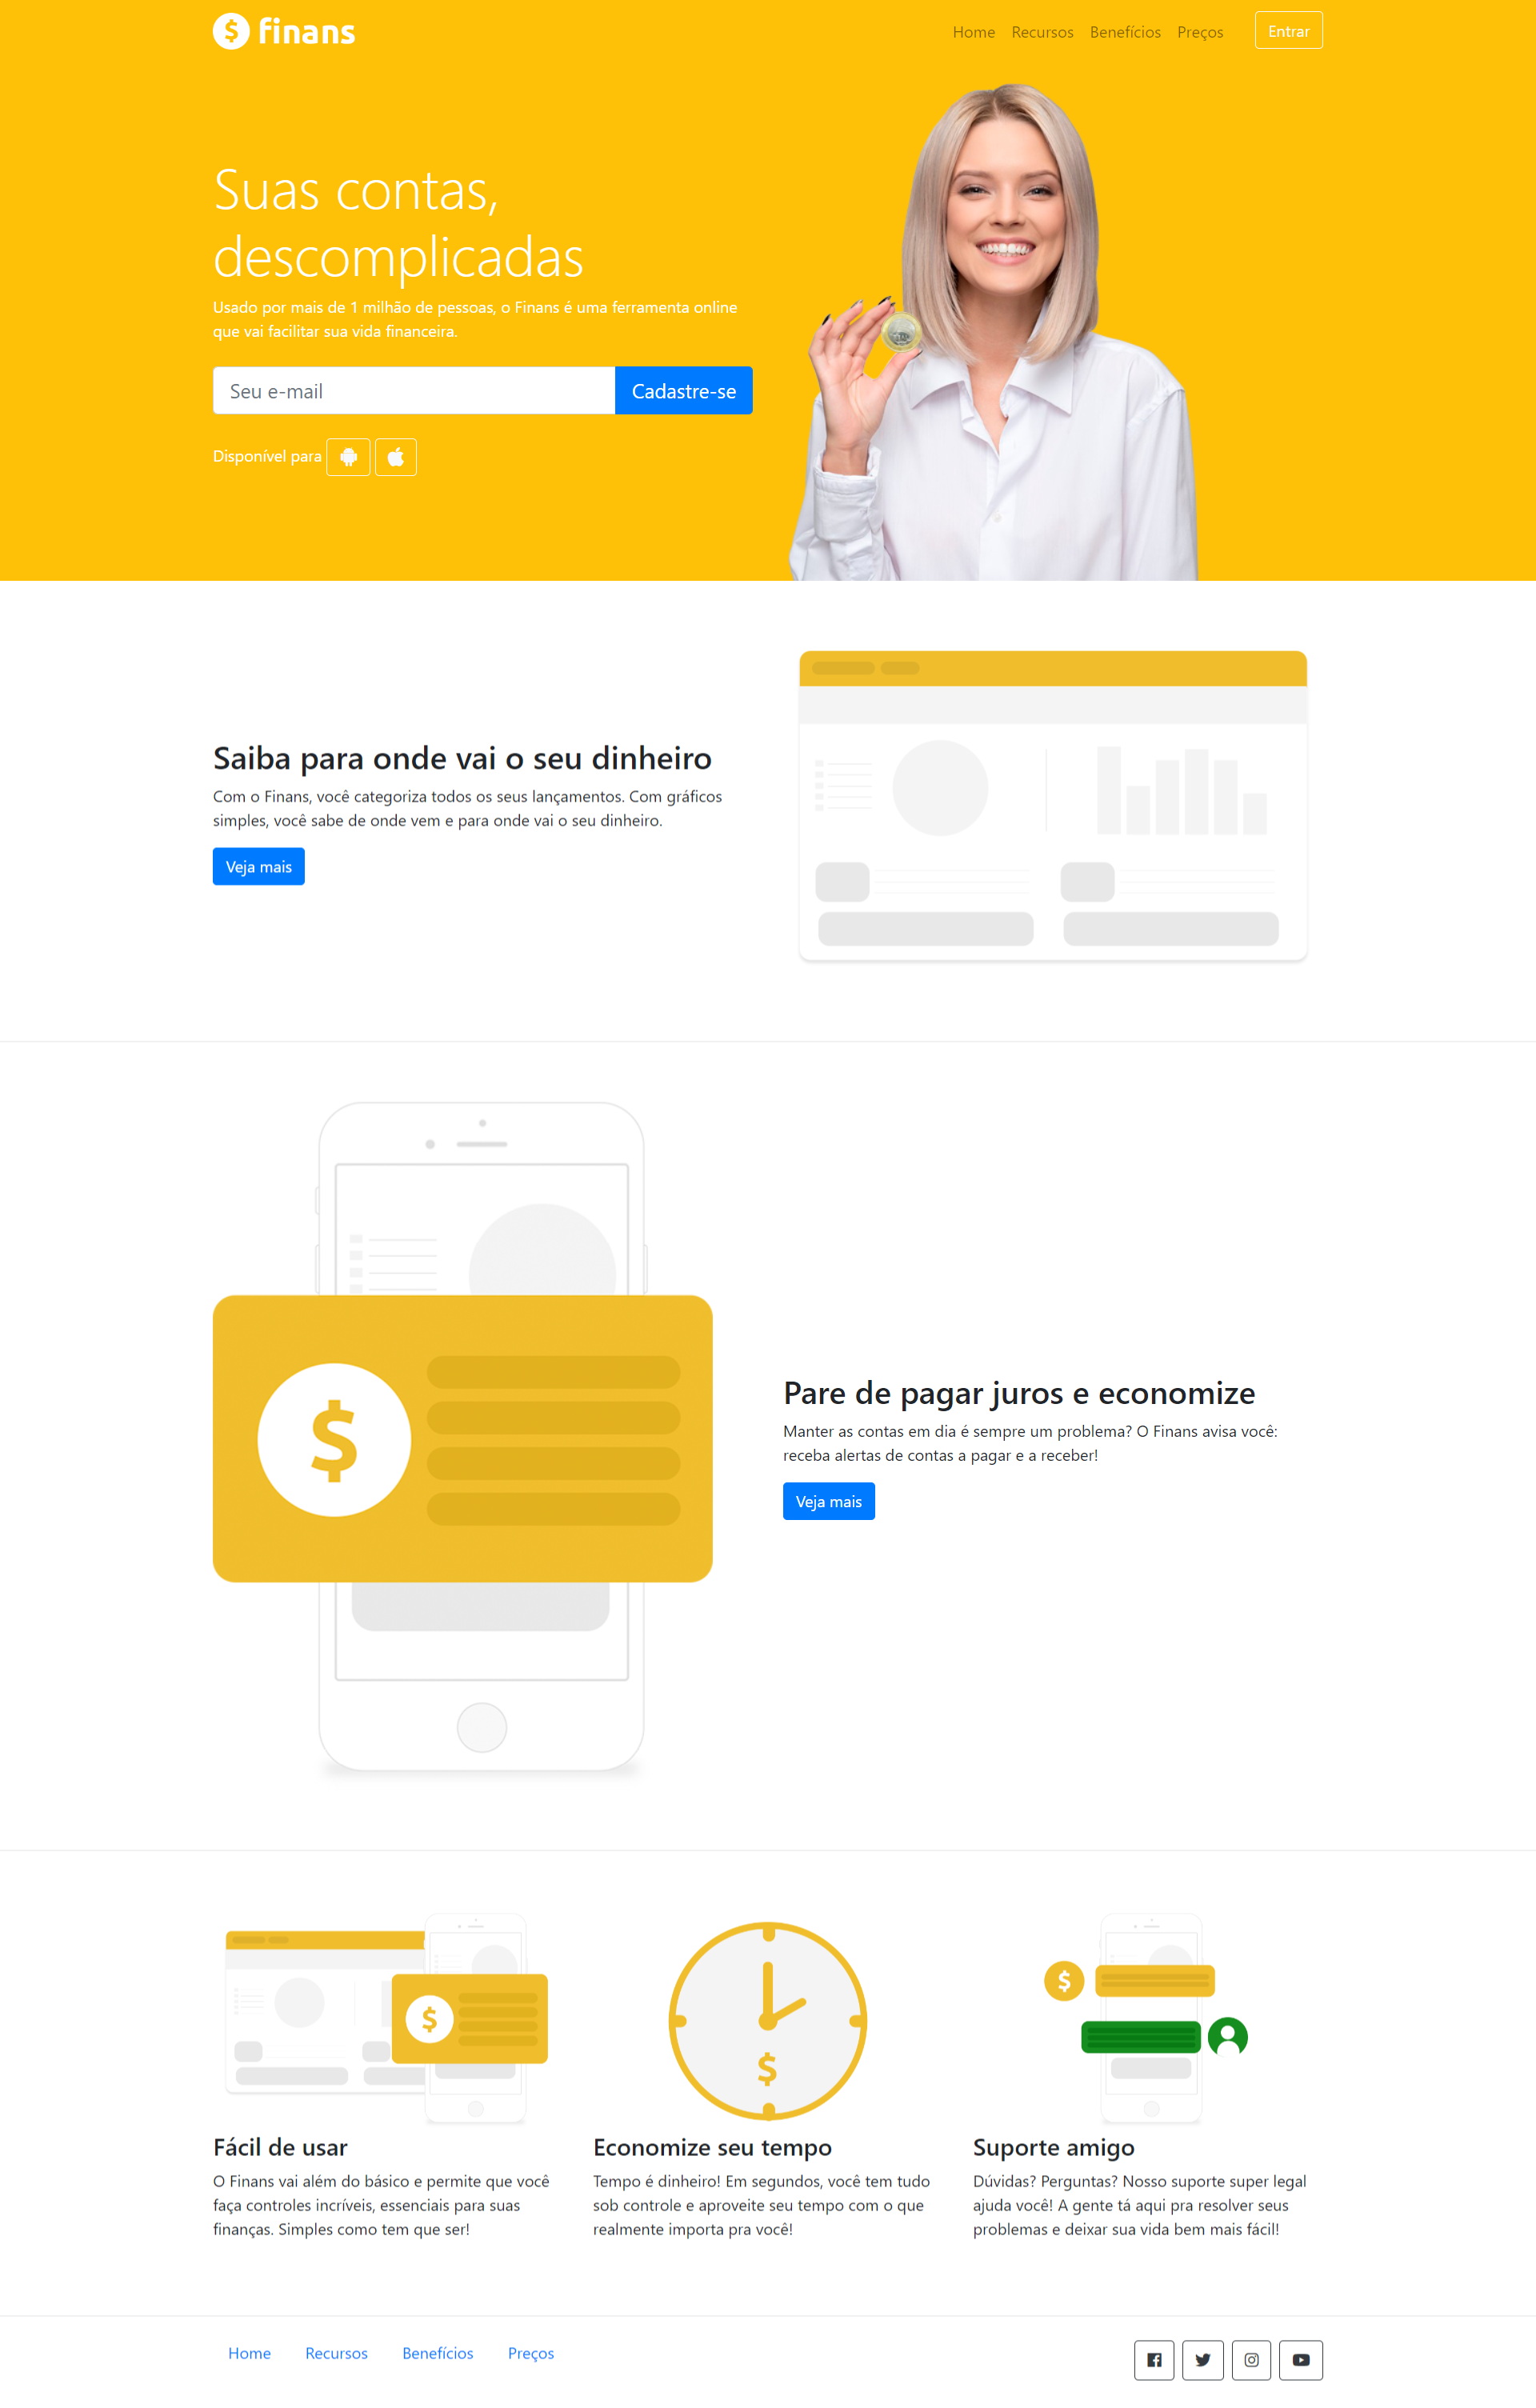 $ finans
Home Recursos Benefícios Preços Entrar
Suas contas,
descomplicadas
Usado por mais de 1 milhão de pessoas, o Finans é uma ferramenta online
que vai facilitar sua vida financeira.
Seu e-mail Cadastre-se
Disponível para
Saiba para onde vai o seu dinheiro
Com o Finans, você categoriza todos os seus lançamentos. Com gráficos
simples, você sabe de onde vem e para onde vai o seu dinheiro.
Veja mais
$
Pare de pagar juros e economize
Manter as contas em dia é sempre um problema? O Finans avisa você:
receba alertas de contas a pagar e a receber!
Veja mais
$
$
$
Fácil de usar
O Finans vai além do básico e permite que você
faça controles incríveis, essenciais para suas
finanças. Simples como tem que ser!
Economize seu tempo
Tempo é dinheiro! Em segundos, você tem tudo
sob controle e aproveite seu tempo com o que
realmente importa pra você!
Suporte amigo
Dúvidas? Perguntas? Nosso suporte super legal
ajuda você! A gente tá aqui pra resolver seus
problemas e deixar sua vida bem mais fácil!
Home Recursos Benefícios Preços